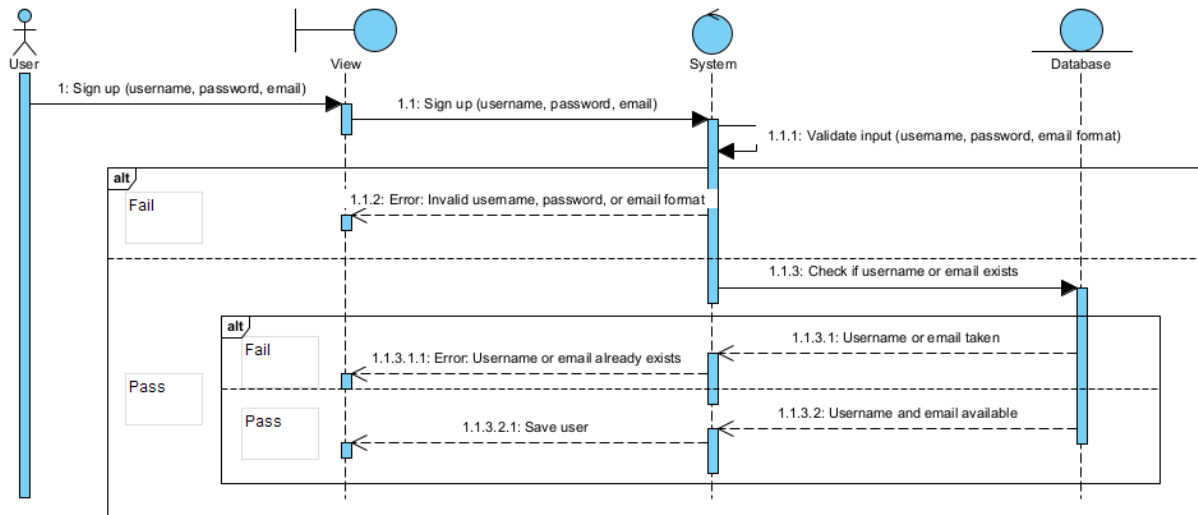 User
View
System
Database
1: Sign up (username, password, email)
1.1: Sign up (username, password, email)
1.1.1: Validate input (username, password, email format)
alt
Fail
1.1.2: Error: Invalid username, password, or email format
1.1.3: Check if username or email exists
alt
Fail
1.1.3.1: Username or email taken
1.1.3.1.1: Error: Username or email already exists
Pass
Pass
1.1.3.2: Username and email available
1.1.3.2.1: Save user